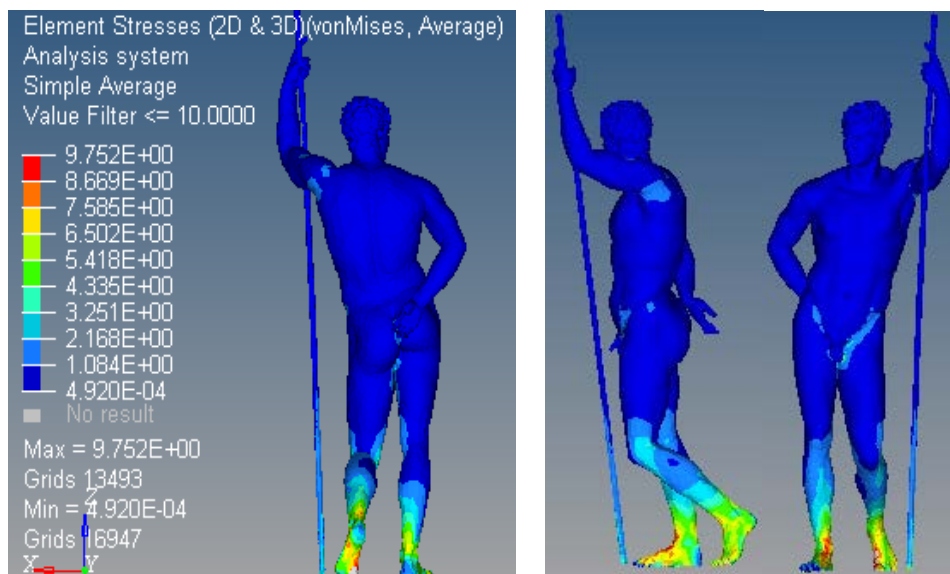 Element Stresses (2D & 3D)(vonMises, Average)
Analysis system
Simple Average
Value Filter <= 10.0000
9.752E+00
8.669E+00
7.585E+00
6.502E+00
5.418E+00
4.335E+00
3.251E+00
2.168E+00
1.084E+00
4.920E-04
No result
Max = 9.752E+00
Grids 13493
Min = 4.920E-04
Grids 16947
Z
X
Y